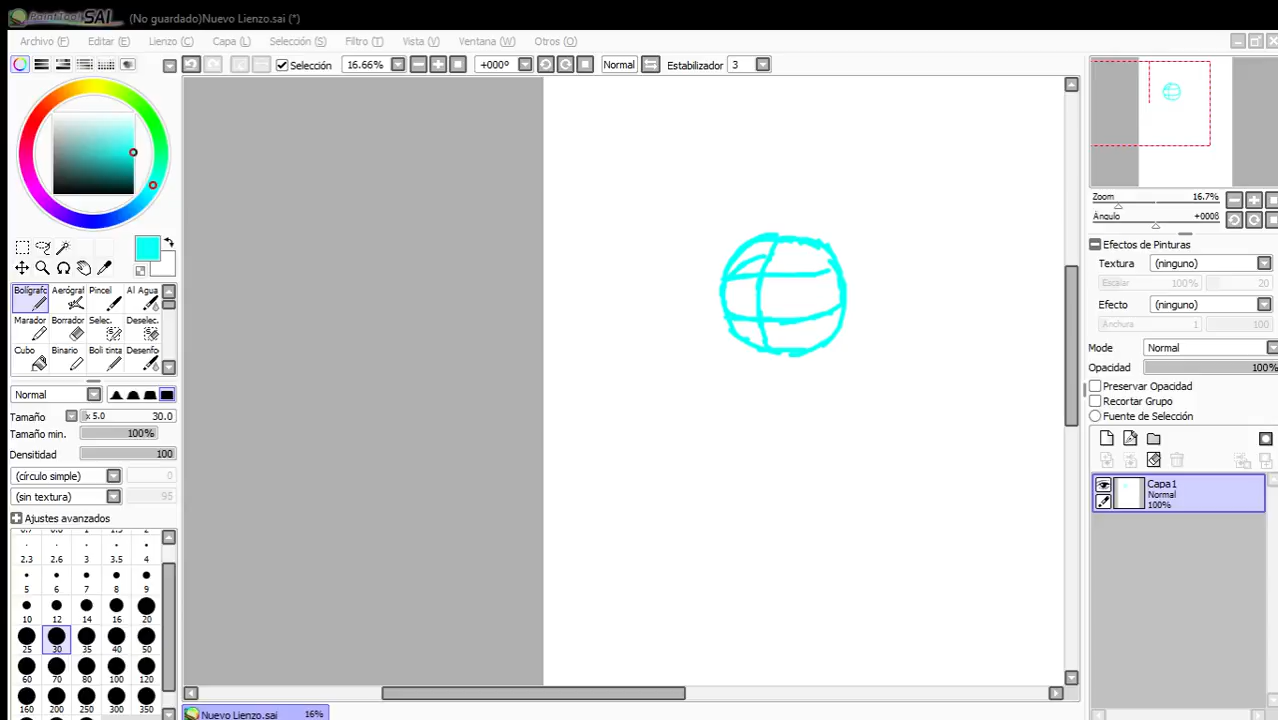 PaintTool SAI (No guardado)Nuevo Lienzo.sai (*)
Archivo (F) Editar (E) Lienzo (C) Capa (L) Selección (S) Filtro (T) Vista (V) Ventana (W) Otros (O)
Selección 16.66% +000º Normal Estabilizador 3
Zoom 16.7%
Ángulo +000ß
Efectos de Pinturas
Textura (ninguno)
Escalar 100% 20
Efecto (ninguno)
Anchura 1 100
Mode Normal
Opacidad 100%
Preservar Opacidad
Recortar Grupo
Fuente de Selección
Capa1
Normal
100%
Bolígrafc Aerógraf Pincel Al Agua
Marador Borrador Selec. Deselec.
Cubo Binario Boli tinta Desenfo
Normal
Tamaño x 5.0 30.0
Tamaño min. 100%
Densitidad 100
(círculo simple) 0
(sin textura) 95
Ajustes avanzados
2.3 2.6 3 3.5 4
5 6 7 8 9
10 12 14 16 20
25 30 35 40 50
60 70 80 100 120
160 200 250 300 350
Nuevo Lienzo.sai 16%